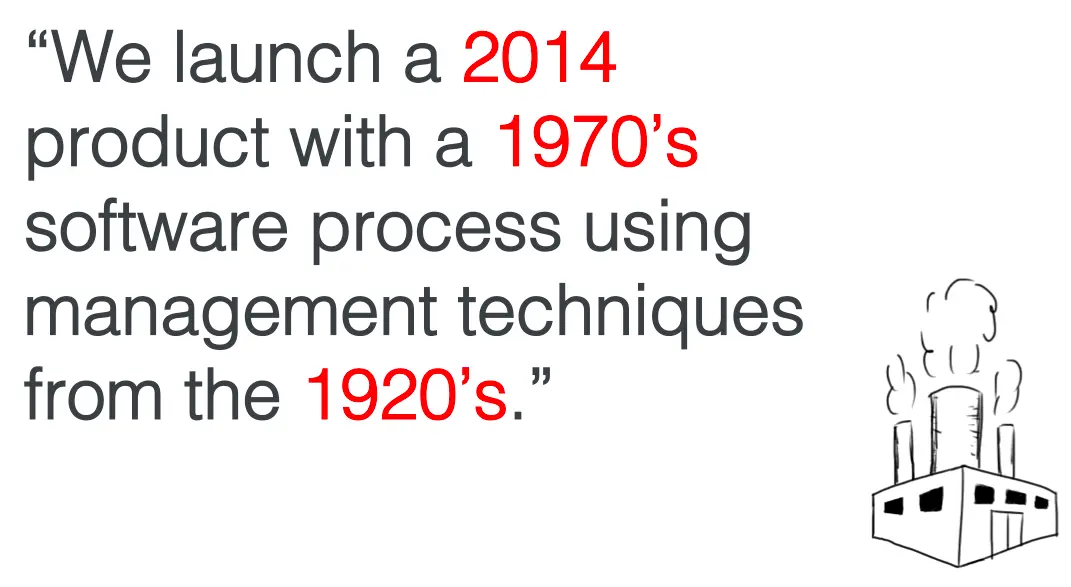 “We launch a 2014
product with a 1970’s
software process using
management techniques
from the 1920’s.”